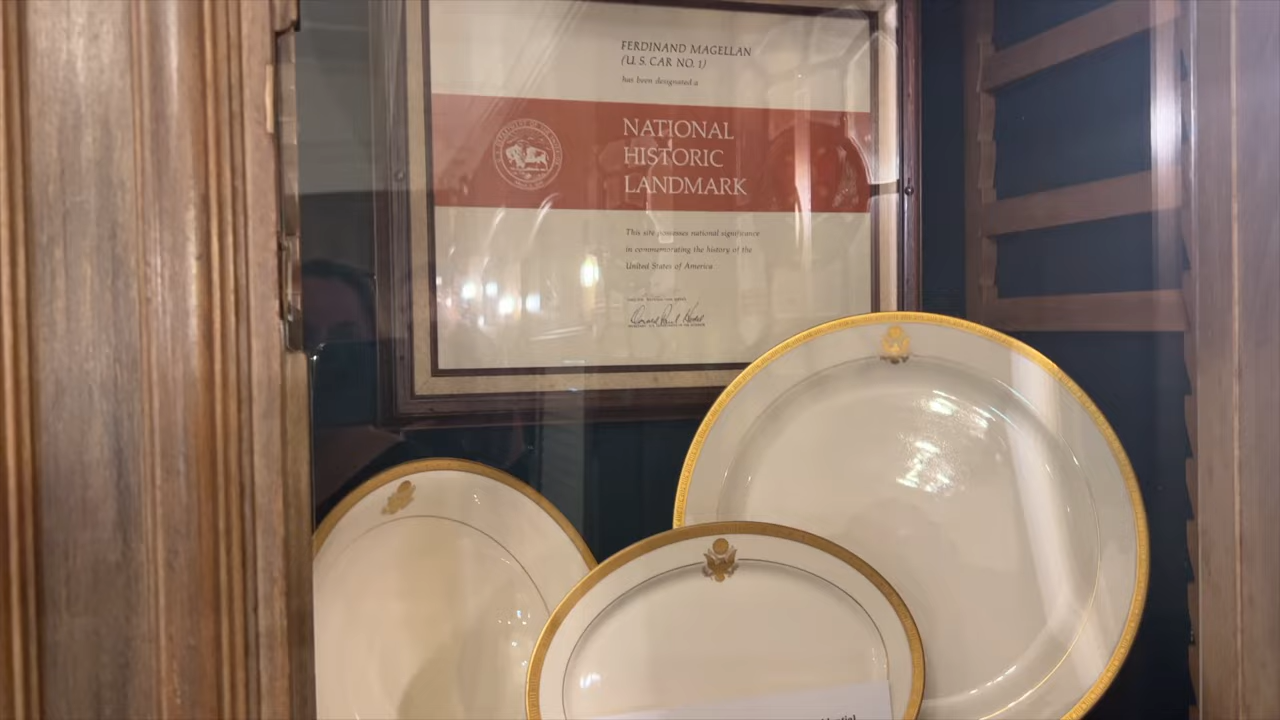 FERDINAND MAGELLAN
(U. S. CAR NO. 1)
has been designated a
NATIONAL
HISTORIC
LANDMARK
This site possesses national significance
in commemorating the history of the
United States of America